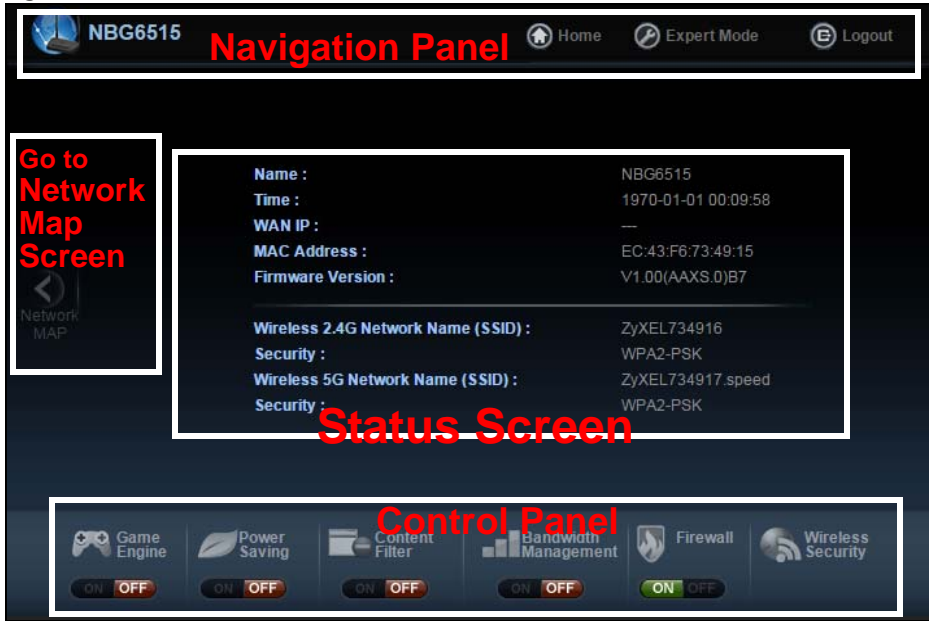 NBG6515
Navigation Panel
Home
Expert Mode
Logout
Go to
Network
Map
Screen
Network
MAP
Name : NBG6515
Time : 1970-01-01 00:09:58
WAN IP : ---
MAC Address : EC:43:F6:73:49:15
Firmware Version : V1.00(AAXS.0)B7
Wireless 2.4G Network Name (SSID) : ZyXEL734916
Security : WPA2-PSK
Wireless 5G Network Name (SSID) : ZyXEL734917.speed
Security : WPA2-PSK
Status Screen
Control Panel
Game
Engine
ON OFF
Power
Saving
ON OFF
Content
Filter
ON OFF
Bandwidth
Management
ON OFF
Firewall
ON OFF
Wireless
Security